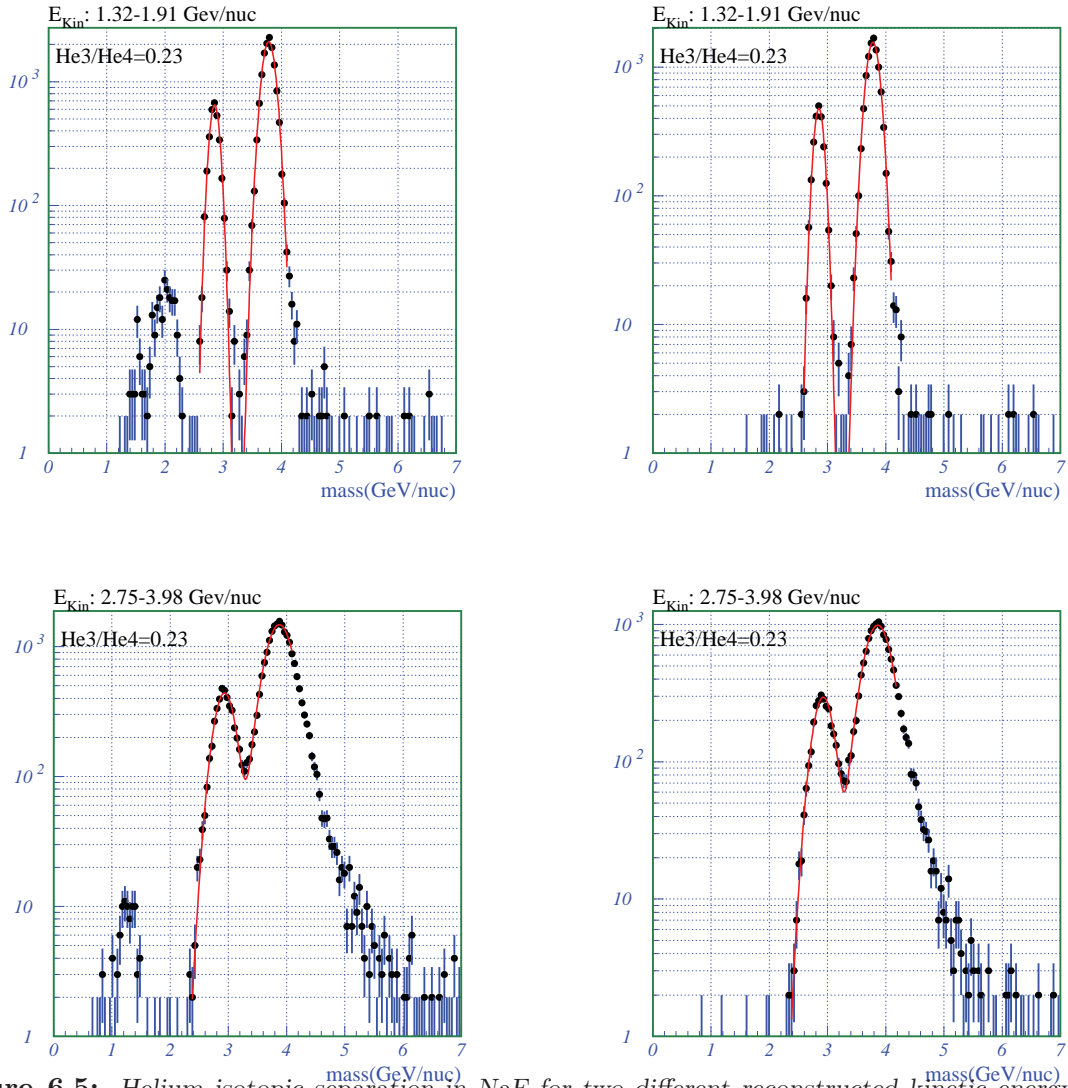 E_Kin: 1.32-1.91 Gev/nuc
He3/He4=0.23
10^3
10^2
10
1
0 1 2 3 4 5 6 7
mass(GeV/nuc)
E_Kin: 1.32-1.91 Gev/nuc
He3/He4=0.23
10^3
10^2
10
1
0 1 2 3 4 5 6 7
mass(GeV/nuc)
E_Kin: 2.75-3.98 Gev/nuc
He3/He4=0.23
10^3
10^2
10
1
0 1 2 3 4 5 6 7
mass(GeV/nuc)
E_Kin: 2.75-3.98 Gev/nuc
He3/He4=0.23
10^3
10^2
10
1
0 1 2 3 4 5 6 7
mass(GeV/nuc)
6.5: Helium isotopic separation in NaF for two different reconstructed kinetic energy